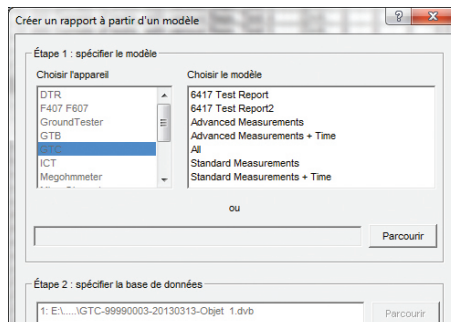 Créer un rapport à partir d'un modèle
Étape 1 : spécifier le modèle
Choisir l'appareil
DTR
F407 F607
GroundTester
GTB
GTC
ICT
Megohmmeter
Choisir le modèle
6417 Test Report
6417 Test Report2
Advanced Measurements
Advanced Measurements + Time
All
Standard Measurements
Standard Measurements + Time
ou
Parcourir
Étape 2 : spécifier la base de données
1: E:\.....\GTC-99990003-20130313-Objet 1.dvb
Parcourir